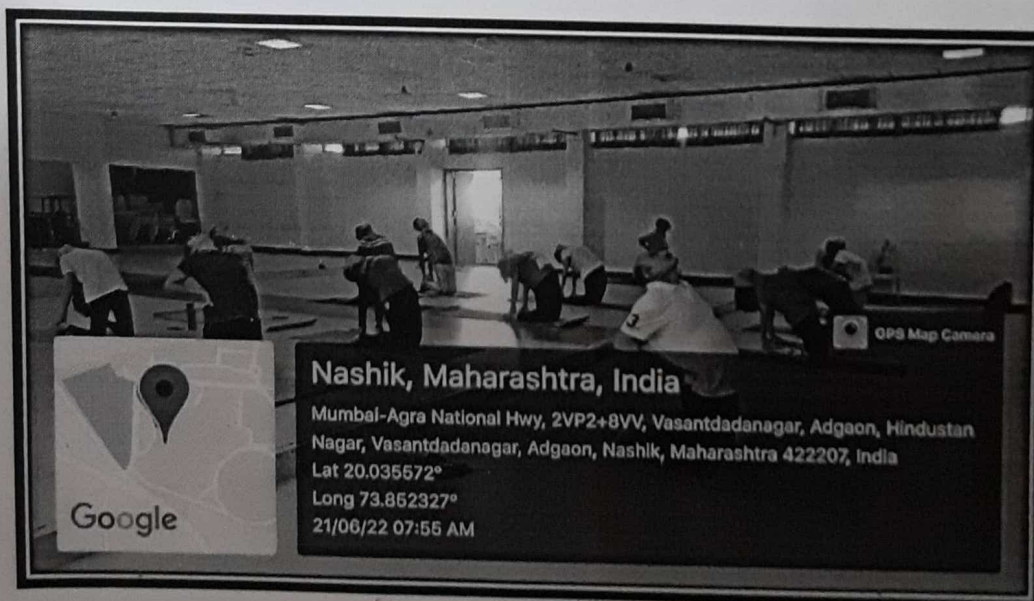 3
GPS Map Camera
Nashik, Maharashtra, India
Mumbai-Agra National Hwy, 2VP2+8VV, Vasantdadanagar, Adgaon, Hindustan
Nagar, Vasantdadanagar, Adgaon, Nashik, Maharashtra 422207, India
Lat 20.035572°
Long 73.852327°
21/06/22 07:55 AM
Google